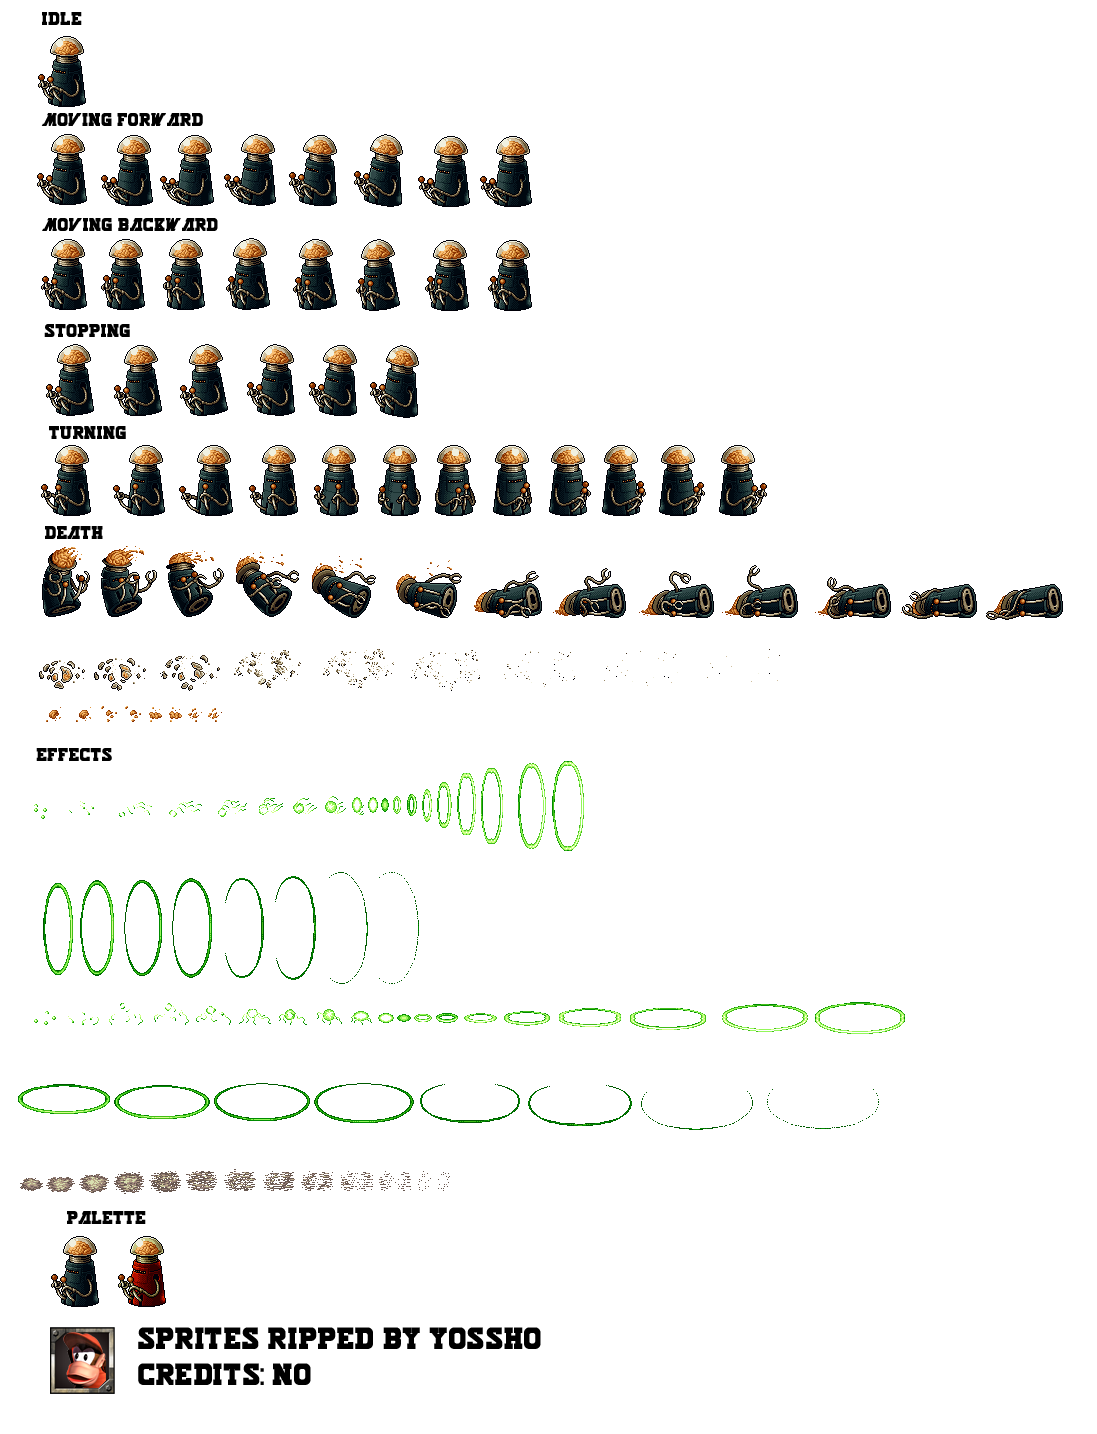 IDLE
MOVING FORWARD
MOVING BACKWARD
STOPPING
TURNING
DEATH
EFFECTS
PALETTE
SPRITES RIPPED BY YOSSHO
CREDITS: NO